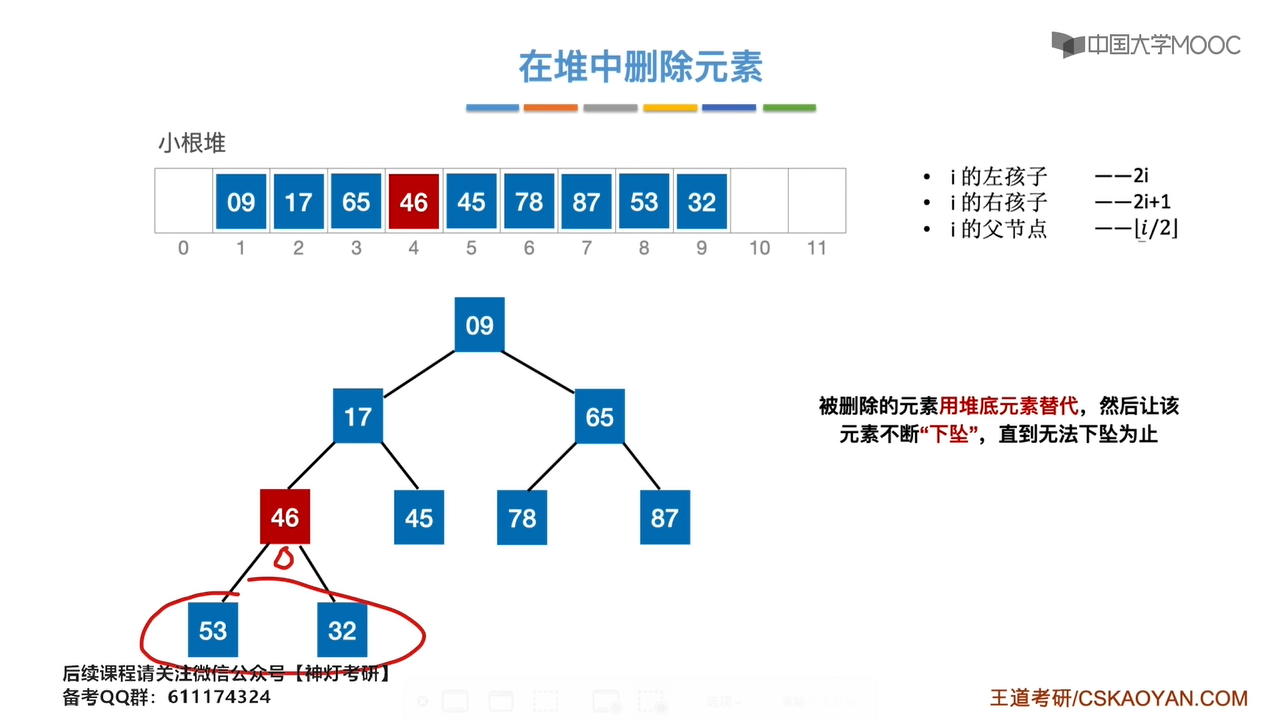 中国大学MOOC
在堆中删除元素
小根堆
09 17 65 46 45 78 87 53 32
0 1 2 3 4 5 6 7 8 9 10 11
• i 的左孩子 ——2i
• i 的右孩子 ——2i+1
• i 的父节点 ——⌊i/2⌋
09
17 65
46 45 78 87
53 32
被删除的元素用堆底元素替代，然后让该
元素不断“下坠”，直到无法下坠为止
后续课程请关注微信公众号【神灯考研】
备考QQ群：611174324
王道考研/CSKAOYAN.COM